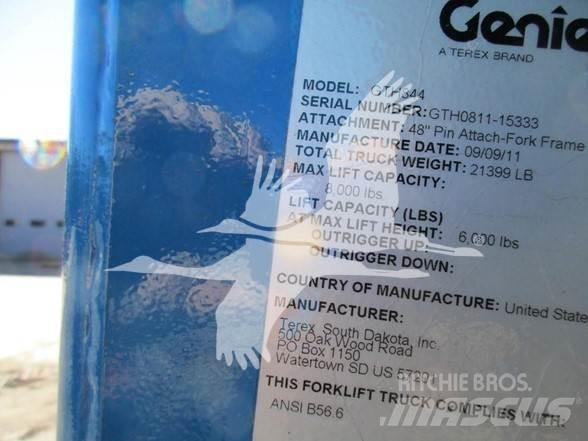 Genie
A TEREX BRAND
MODEL: GTH844
SERIAL NUMBER: GTH0811-15333
ATTACHMENT: 48" Pin Attach-Fork Frame
MANUFACTURE DATE: 09/09/11
TOTAL TRUCK WEIGHT: 21399 LB
MAX LIFT CAPACITY:
8,000 lbs
LIFT CAPACITY (LBS)
AT MAX LIFT HEIGHT:
OUTRIGGER UP: 6,000 lbs
OUTRIGGER DOWN:
COUNTRY OF MANUFACTURE: United State
MANUFACTURER:
Terex South Dakota, Inc.
500 Oak Wood Road
PO Box 1150
Watertown SD US 57201
THIS FORKLIFT TRUCK COMPLIES WITH:
ANSI B56.6
RITCHIE BROS.
MASCUS